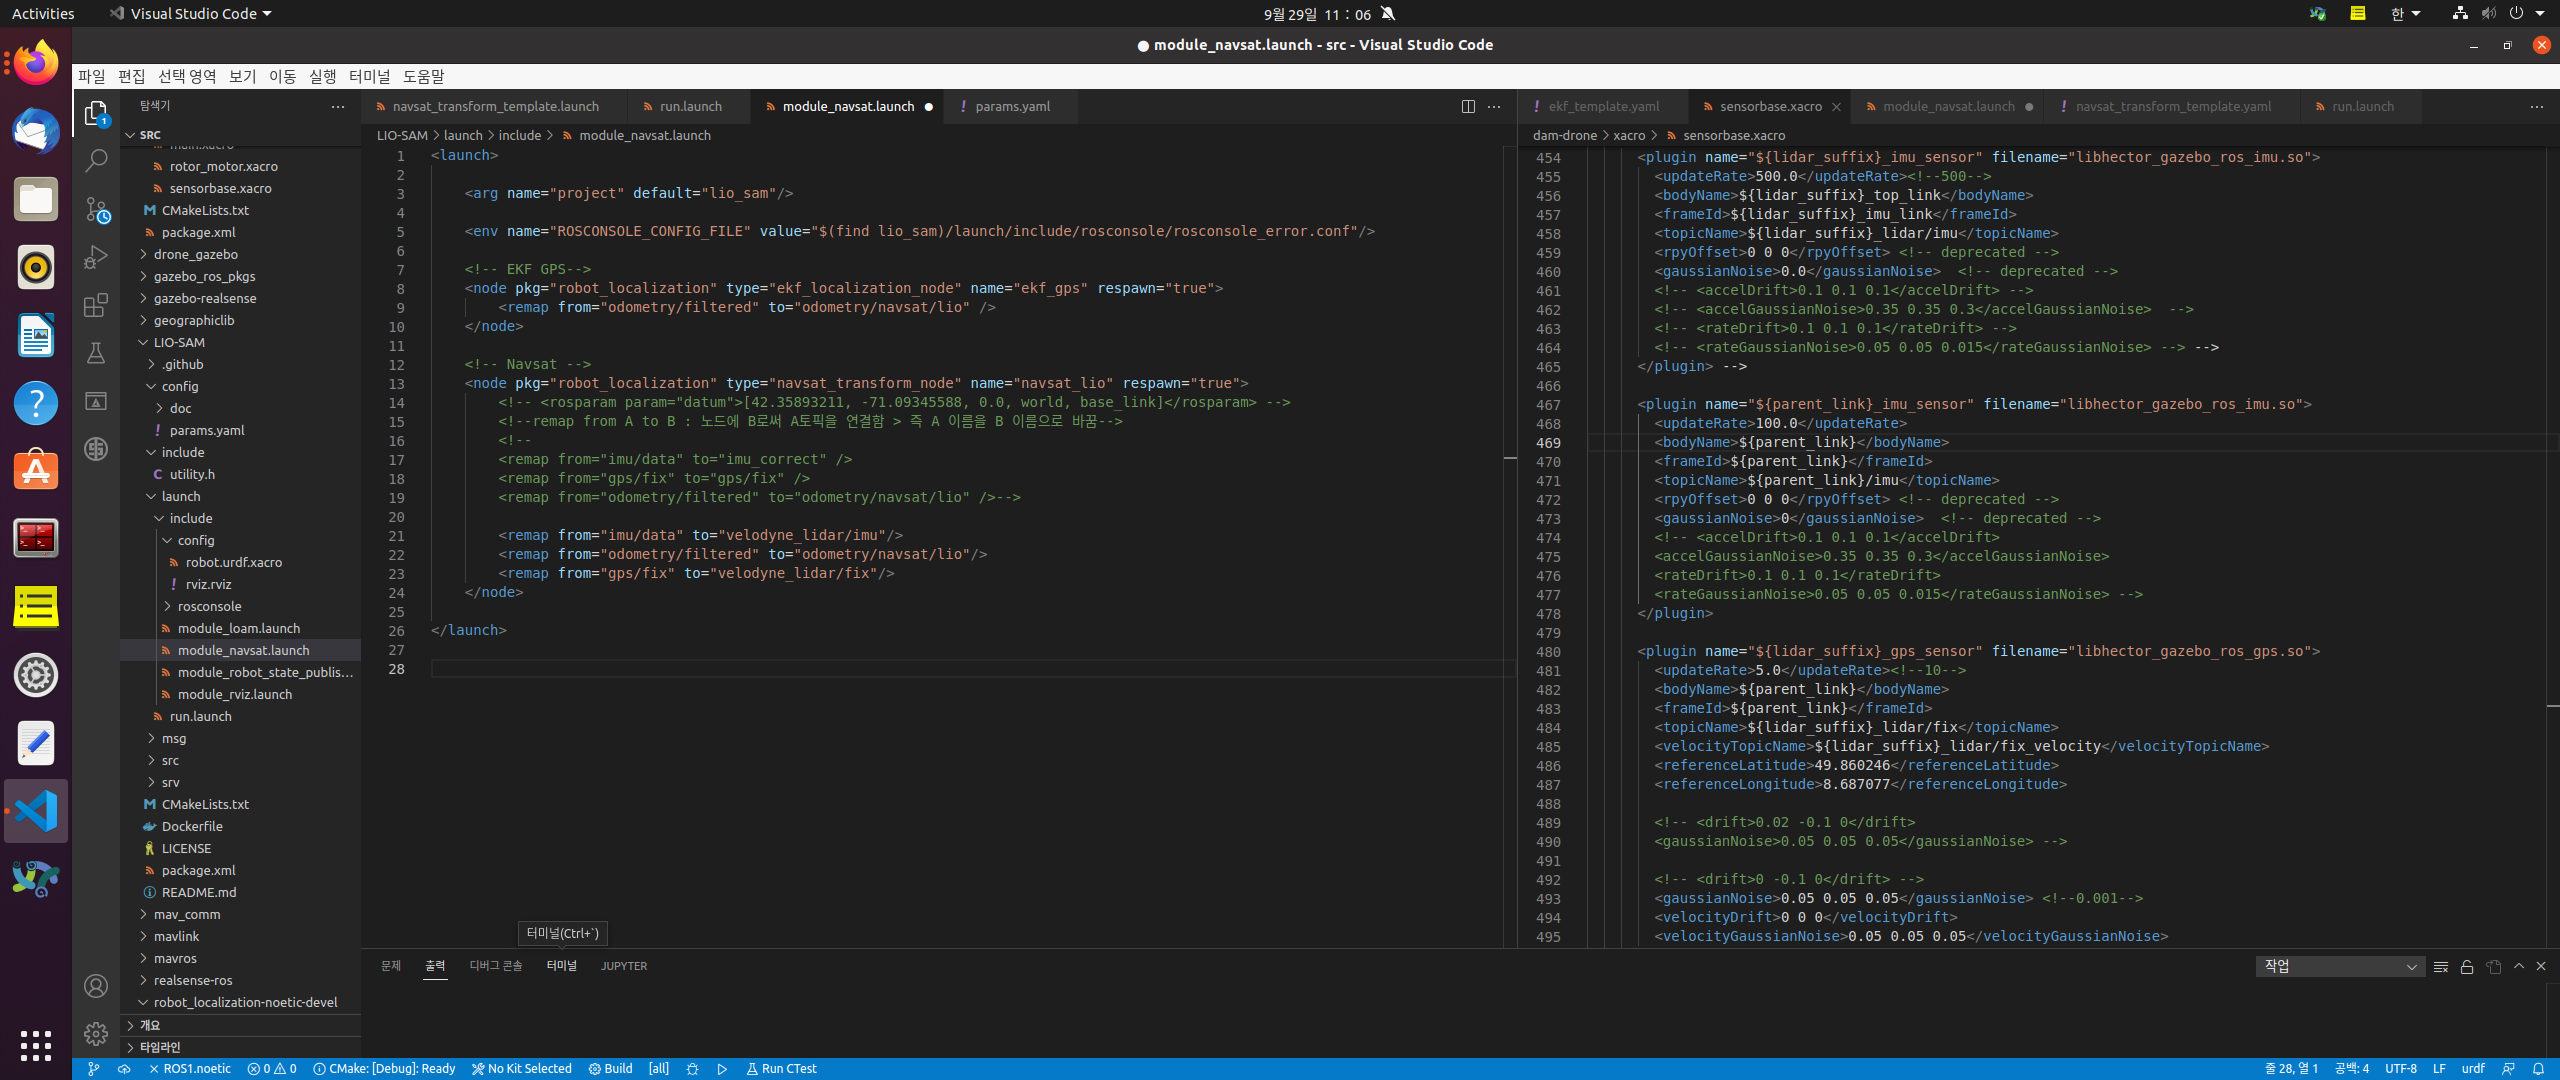 Activities
Visual Studio Code
9월 29일 11 : 06
한
● module_navsat.launch - src - Visual Studio Code
파일 편집 선택 영역 보기 이동 실행 터미널 도움말
탐색기
SRC
main.xacro
rotor_motor.xacro
sensorbase.xacro
CMakeLists.txt
package.xml
drone_gazebo
gazebo_ros_pkgs
gazebo-realsense
geographiclib
LIO-SAM
.github
config
doc
params.yaml
include
utility.h
launch
include
config
robot.urdf.xacro
rviz.rviz
rosconsole
module_loam.launch
module_navsat.launch
module_robot_state_publis...
module_rviz.launch
run.launch
msg
src
srv
CMakeLists.txt
Dockerfile
LICENSE
package.xml
README.md
mav_comm
mavlink
mavros
realsense-ros
robot_localization-noetic-devel
개요
타임라인
navsat_transform_template.launch run.launch module_navsat.launch params.yaml
LIO-SAM > launch > include > module_navsat.launch
1 <launch>
2
3 <arg name="project" default="lio_sam"/>
4
5 <env name="ROSCONSOLE_CONFIG_FILE" value="$(find lio_sam)/launch/include/rosconsole/rosconsole_error.conf"/>
6
7 <!-- EKF GPS-->
8 <node pkg="robot_localization" type="ekf_localization_node" name="ekf_gps" respawn="true">
9 <remap from="odometry/filtered" to="odometry/navsat/lio" />
10 </node>
11
12 <!-- Navsat -->
13 <node pkg="robot_localization" type="navsat_transform_node" name="navsat_lio" respawn="true">
14 <!-- <rosparam param="datum">[42.35893211, -71.09345588, 0.0, world, base_link]</rosparam> -->
15 <!--remap from A to B : 노드에 B로써 A토픽을 연결함 > 즉 A 이름을 B 이름으로 바꿈-->
16 <!--
17 <remap from="imu/data" to="imu_correct" />
18 <remap from="gps/fix" to="gps/fix" />
19 <remap from="odometry/filtered" to="odometry/navsat/lio" />-->
20
21 <remap from="imu/data" to="velodyne_lidar/imu"/>
22 <remap from="odometry/filtered" to="odometry/navsat/lio"/>
23 <remap from="gps/fix" to="velodyne_lidar/fix"/>
24 </node>
25
26 </launch>
27
28
ekf_template.yaml sensorbase.xacro module_navsat.launch navsat_transform_template.yaml run.launch
dam-drone > xacro > sensorbase.xacro
454 <plugin name="${lidar_suffix}_imu_sensor" filename="libhector_gazebo_ros_imu.so">
455 <updateRate>500.0</updateRate><!--500-->
456 <bodyName>${lidar_suffix}_top_link</bodyName>
457 <frameId>${lidar_suffix}_imu_link</frameId>
458 <topicName>${lidar_suffix}_lidar/imu</topicName>
459 <rpyOffset>0 0 0</rpyOffset> <!-- deprecated -->
460 <gaussianNoise>0.0</gaussianNoise> <!-- deprecated -->
461 <!-- <accelDrift>0.1 0.1 0.1</accelDrift> -->
462 <!-- <accelGaussianNoise>0.35 0.35 0.3</accelGaussianNoise> -->
463 <!-- <rateDrift>0.1 0.1 0.1</rateDrift> -->
464 <!-- <rateGaussianNoise>0.05 0.05 0.015</rateGaussianNoise> --> -->
465 </plugin> -->
466
467 <plugin name="${parent_link}_imu_sensor" filename="libhector_gazebo_ros_imu.so">
468 <updateRate>100.0</updateRate>
469 <bodyName>${parent_link}</bodyName>
470 <frameId>${parent_link}</frameId>
471 <topicName>${parent_link}/imu</topicName>
472 <rpyOffset>0 0 0</rpyOffset> <!-- deprecated -->
473 <gaussianNoise>0</gaussianNoise> <!-- deprecated -->
474 <!-- <accelDrift>0.1 0.1 0.1</accelDrift>
475 <accelGaussianNoise>0.35 0.35 0.3</accelGaussianNoise>
476 <rateDrift>0.1 0.1 0.1</rateDrift>
477 <rateGaussianNoise>0.05 0.05 0.015</rateGaussianNoise> -->
478 </plugin>
479
480 <plugin name="${lidar_suffix}_gps_sensor" filename="libhector_gazebo_ros_gps.so">
481 <updateRate>5.0</updateRate><!--10-->
482 <bodyName>${parent_link}</bodyName>
483 <frameId>${parent_link}</frameId>
484 <topicName>${lidar_suffix}_lidar/fix</topicName>
485 <velocityTopicName>${lidar_suffix}_lidar/fix_velocity</velocityTopicName>
486 <referenceLatitude>49.860246</referenceLatitude>
487 <referenceLongitude>8.687077</referenceLongitude>
488
489 <!-- <drift>0.02 -0.1 0</drift>
490 <gaussianNoise>0.05 0.05 0.05</gaussianNoise> -->
491
492 <!-- <drift>0 -0.1 0</drift> -->
493 <gaussianNoise>0.05 0.05 0.05</gaussianNoise> <!--0.001-->
494 <velocityDrift>0 0 0</velocityDrift>
495 <velocityGaussianNoise>0.05 0.05 0.05</velocityGaussianNoise>
터미널(Ctrl+`)
문제 출력 디버그 콘솔 터미널 JUPYTER
작업
ROS1.noetic 0 0 CMake: [Debug]: Ready No Kit Selected Build [all] Run CTest
줄 28, 열 1 공백: 4 UTF-8 LF urdf